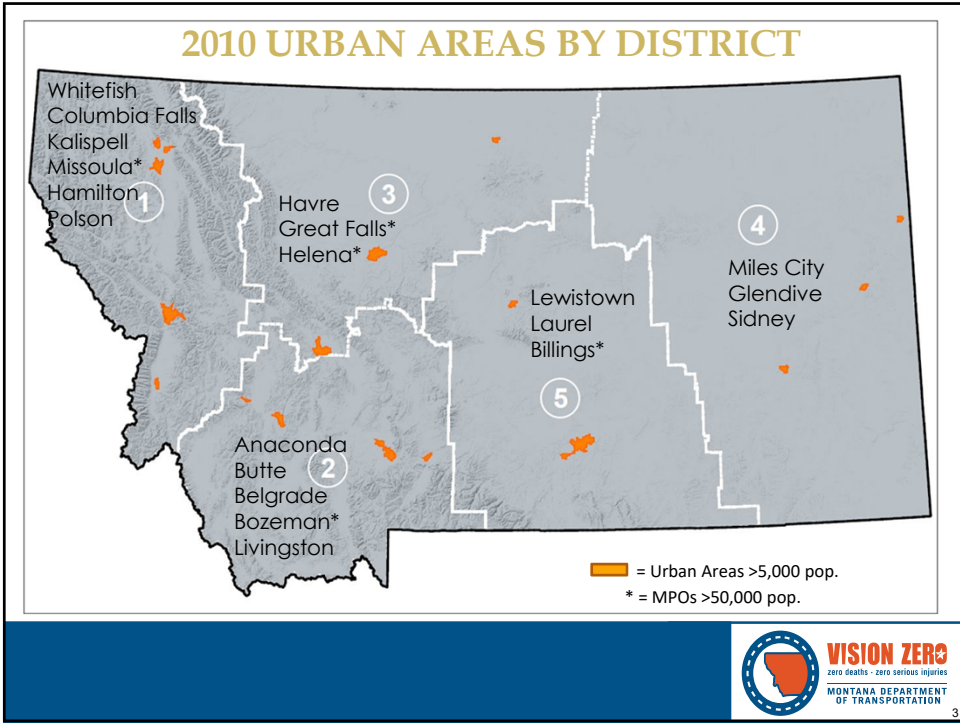 2010 URBAN AREAS BY DISTRICT
Whitefish
Columbia Falls
Kalispell
Missoula*
Hamilton
Polson
1
3
Havre
Great Falls*
Helena*
4
Miles City
Glendive
Sidney
Lewistown
Laurel
Billings*
5
Anaconda
Butte
Belgrade
Bozeman*
Livingston
2
= Urban Areas >5,000 pop.
* = MPOs >50,000 pop.
VISION ZERO
zero deaths - zero serious injuries
MONTANA DEPARTMENT
OF TRANSPORTATION
3